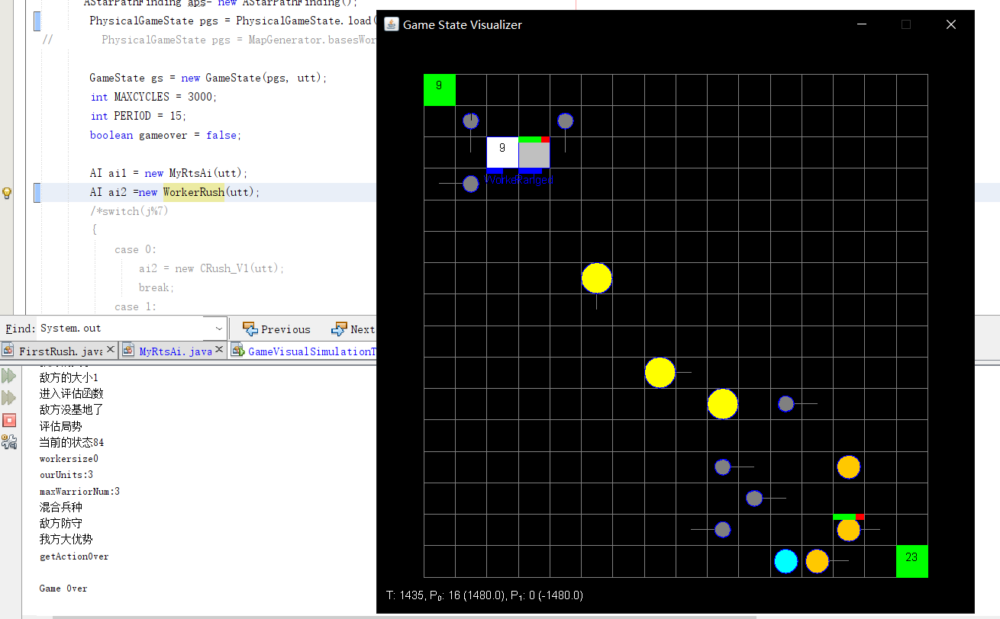 AStarPathFinding aps= new AStarPathFinding();
PhysicalGameState pgs = PhysicalGameState.load(
// PhysicalGameState pgs = MapGenerator.basesWor
GameState gs = new GameState(pgs, utt);
int MAXCYCLES = 3000;
int PERIOD = 15;
boolean gameover = false;
AI ai1 = new MyRtsAi(utt);
AI ai2 =new WorkerRush(utt);
/*switch(j%7)
{
case 0:
ai2 = new CRush_V1(utt);
break;
case 1:
Find: System.out
Previous
Next
FirstRush.java
MyRtsAi.java
GameVisualSimulationT
敌方的大小1
进入评估函数
敌方没基地了
评估局势
当前的状态84
workersize0
ourUnits:3
maxWarriorNum:3
混合兵种
敌方防守
我方大优势
getActionOver
Game Over
Game State Visualizer
9
9
Worke
Ranged
23
T: 1435, P₀: 16 (1480.0), P₁: 0 (-1480.0)